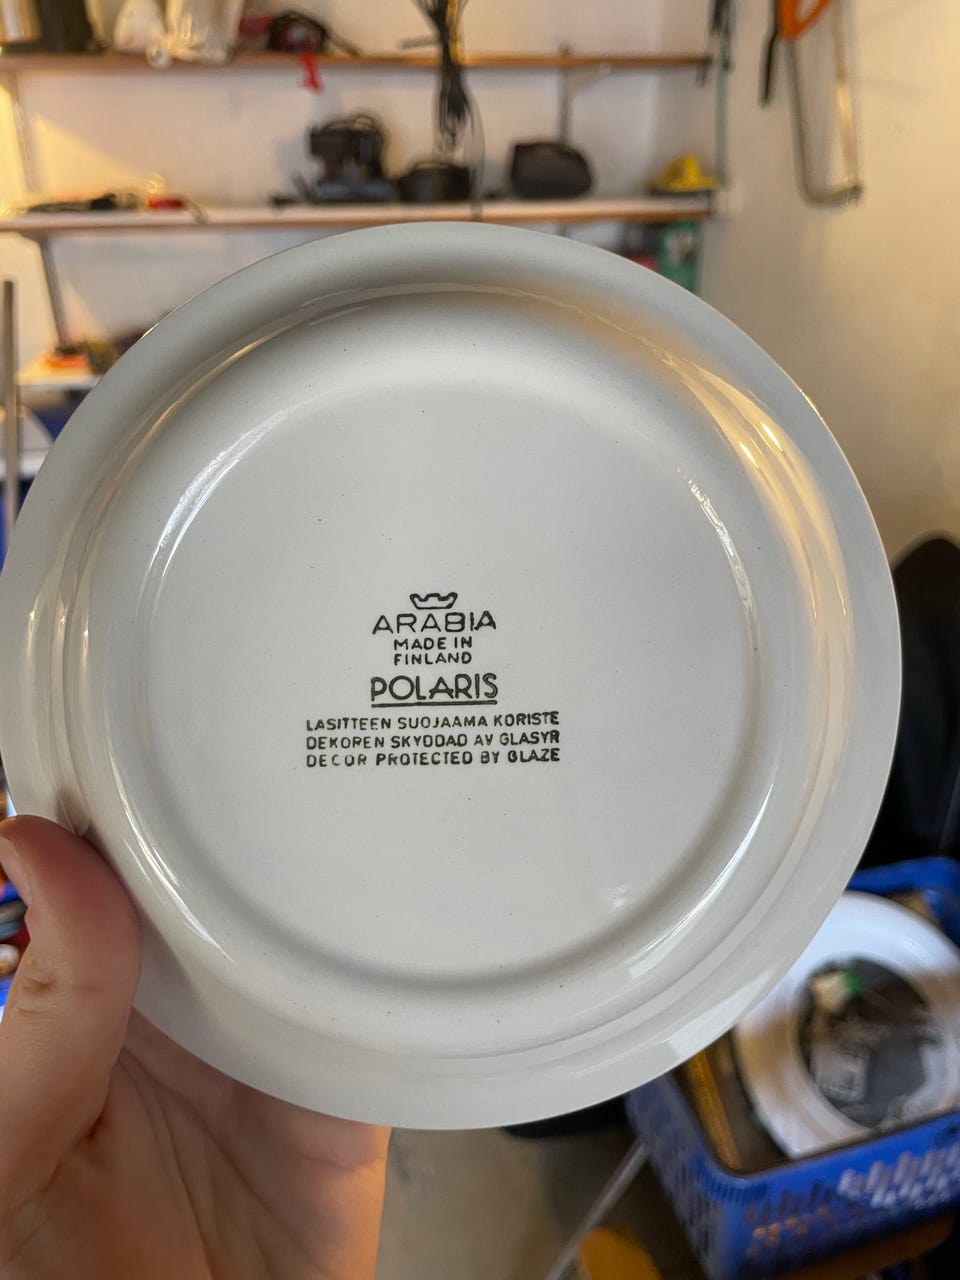 ARABIA
MADE IN
FINLAND
POLARIS
LASITTEEN SUOJAAMA KORISTE
DEKOREN SKYDDAD AV GLASYR
DECOR PROTECTED BY GLAZE